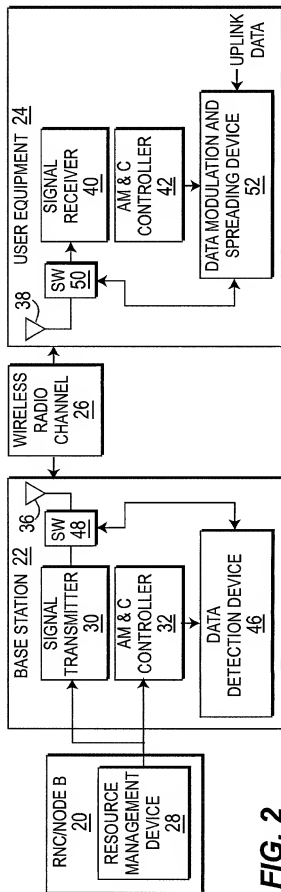 RNC/NODE B
20
RESOURCE
MANAGEMENT
DEVICE
28
BASE STATION 22
36
SIGNAL
TRANSMITTER
30
SW
48
AM & C
CONTROLLER
32
DATA
DETECTION DEVICE
46
WIRELESS
RADIO
CHANNEL
26
USER EQUIPMENT 24
38
SW
50
SIGNAL
RECEIVER
40
AM & C
CONTROLLER
42
DATA MODULATION AND
SPREADING DEVICE
52
UPLINK
DATA
FIG. 2